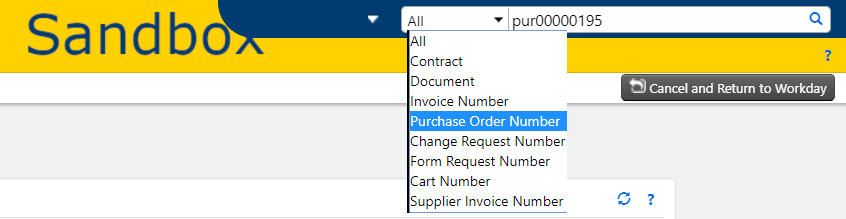 Sandbox
All
pur00000195
All
Contract
Document
Invoice Number
Purchase Order Number
Change Request Number
Form Request Number
Cart Number
Supplier Invoice Number
?
Cancel and Return to Workday
?